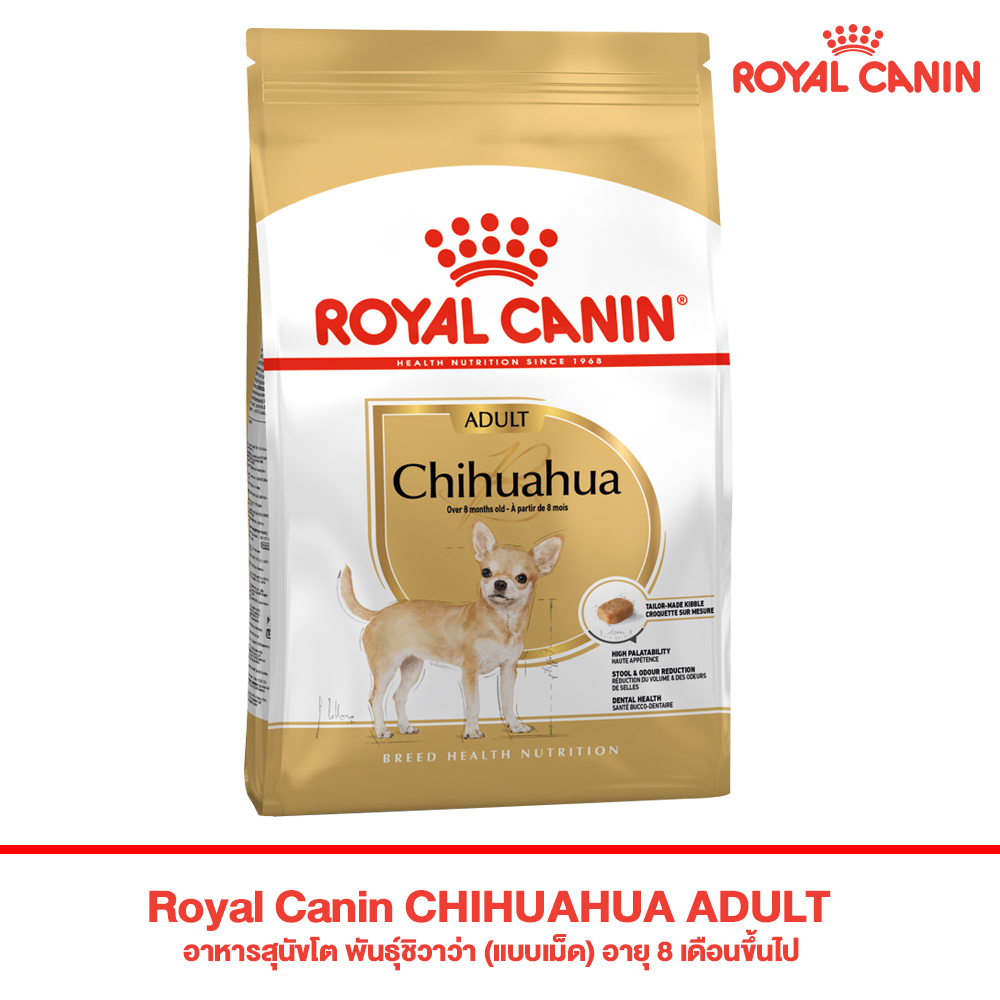 ROYAL CANIN
ROYAL CANIN®
HEALTH NUTRITION SINCE 1968
ADULT
Chihuahua
Over 8 months old - À partir de 8 mois
TAILOR-MADE KIBBLE
CROQUETTE SUR MESURE
HIGH PALATABILITY
HAUTE APPÉTENCE
STOOL & ODOUR REDUCTION
RÉDUCTION DU VOLUME & DES ODEURS
DE SELLES
DENTAL HEALTH
SANTÉ BUCCO-DENTAIRE
BREED HEALTH NUTRITION
Royal Canin CHIHUAHUA ADULT
อาหารสุนัขโต พันธุ์ชิวาว่า (แบบเม็ด) อายุ 8 เดือนขึ้นไป